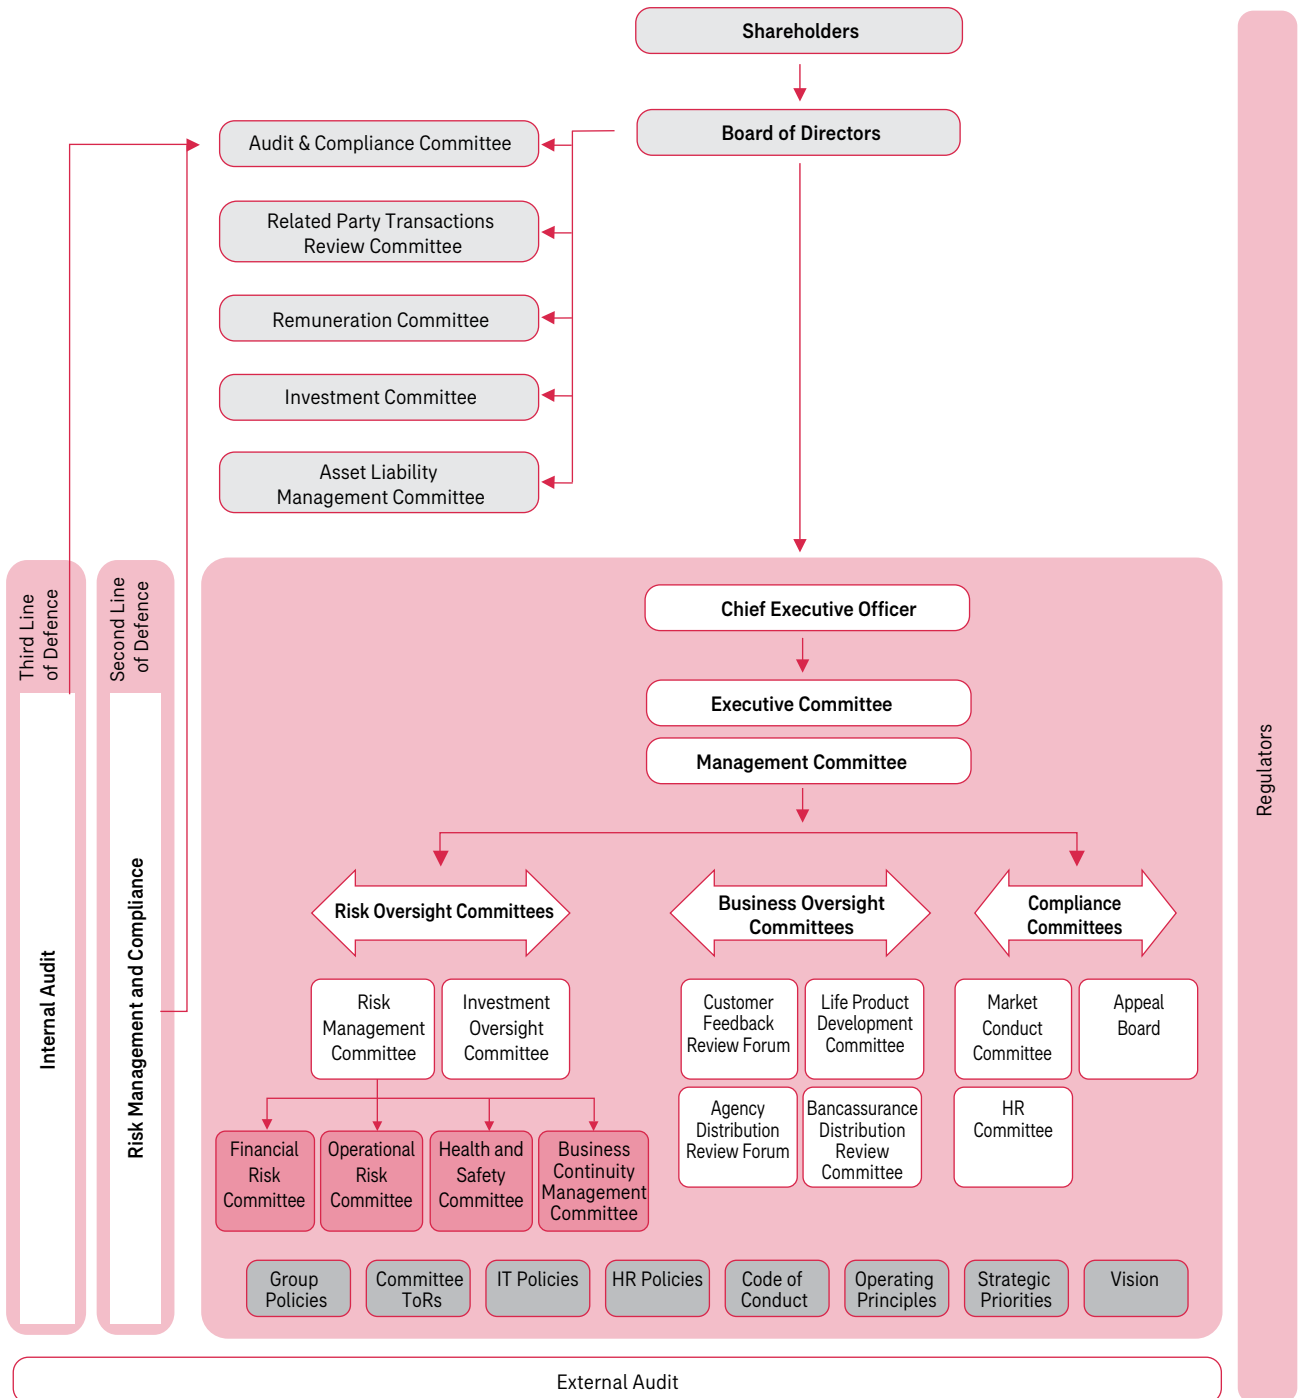 Shareholders
Board of Directors
Audit & Compliance Committee
Related Party Transactions
Review Committee
Remuneration Committee
Investment Committee
Asset Liability
Management Committee
Third Line
of Defence
Internal Audit
Second Line
of Defence
Risk Management and Compliance
Chief Executive Officer
Executive Committee
Management Committee
Risk Oversight Committees
Business Oversight
Committees
Compliance
Committees
Risk
Management
Committee
Investment
Oversight
Committee
Customer
Feedback
Review Forum
Life Product
Development
Committee
Market
Conduct
Committee
Appeal
Board
Agency
Distribution
Review Forum
Bancassurance
Distribution
Review
Committee
HR
Committee
Financial
Risk
Committee
Operational
Risk
Committee
Health and
Safety
Committee
Business
Continuity
Management
Committee
Group
Policies
Committee
ToRs
IT Policies
HR Policies
Code of
Conduct
Operating
Principles
Strategic
Priorities
Vision
External Audit
Regulators